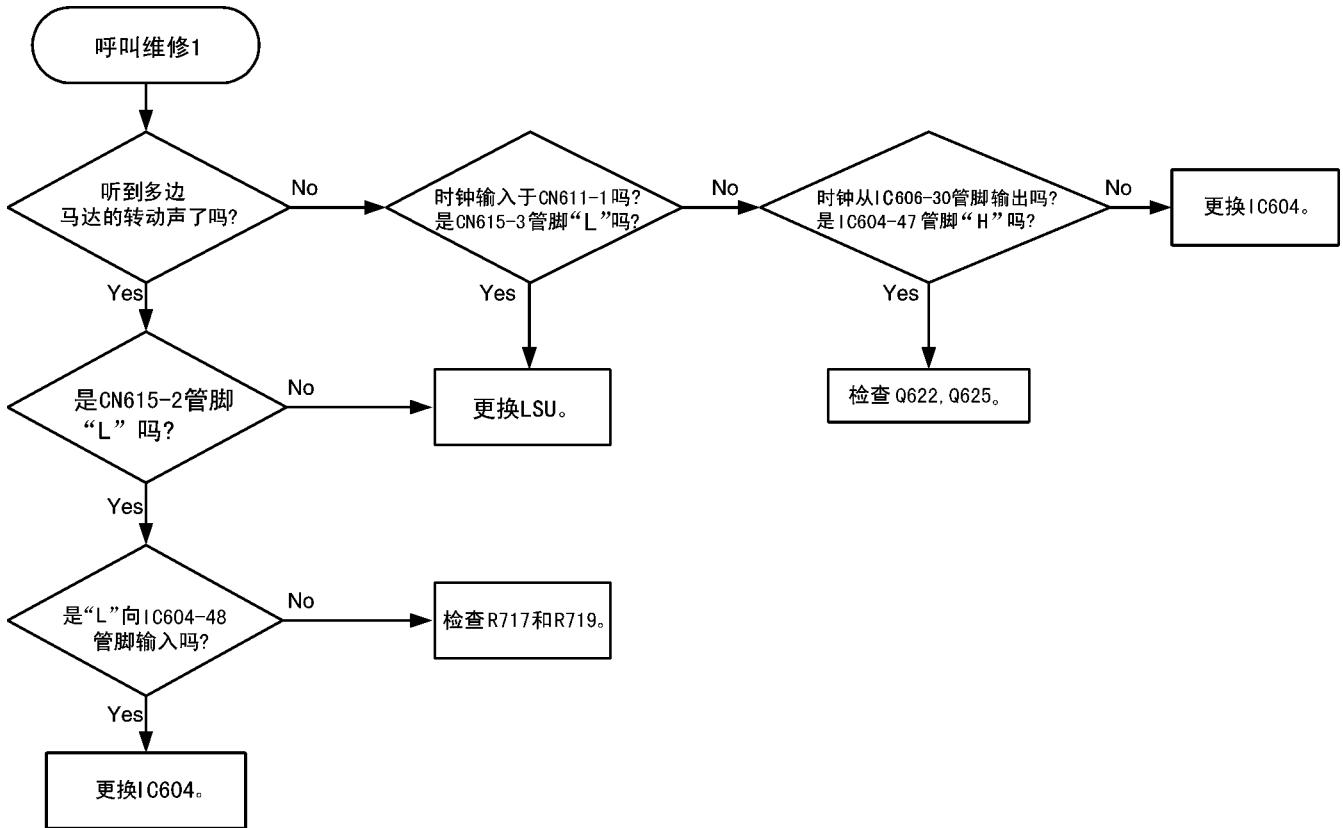 呼叫维修1
听到多边
马达的转动声了吗?
No
时钟输入于CN611-1吗?
是CN615-3管脚“L”吗?
No
时钟从IC606-30管脚输出吗?
是IC604-47管脚“H”吗?
No
更换IC604。
Yes
Yes
Yes
是CN615-2管脚
“L”吗?
No
更换LSU。
检查Q622,Q625。
Yes
是“L”向IC604-48
管脚输入吗?
No
检查R717和R719。
Yes
更换IC604。